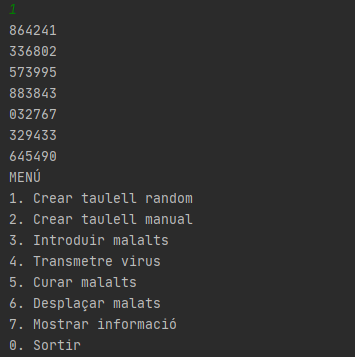 1
864241
336802
573995
883843
032767
329433
645490
MENÚ
1. Crear taulell random
2. Crear taulell manual
3. Introduir malalts
4. Transmetre virus
5. Curar malalts
6. Desplaçar malats
7. Mostrar informació
0. Sortir